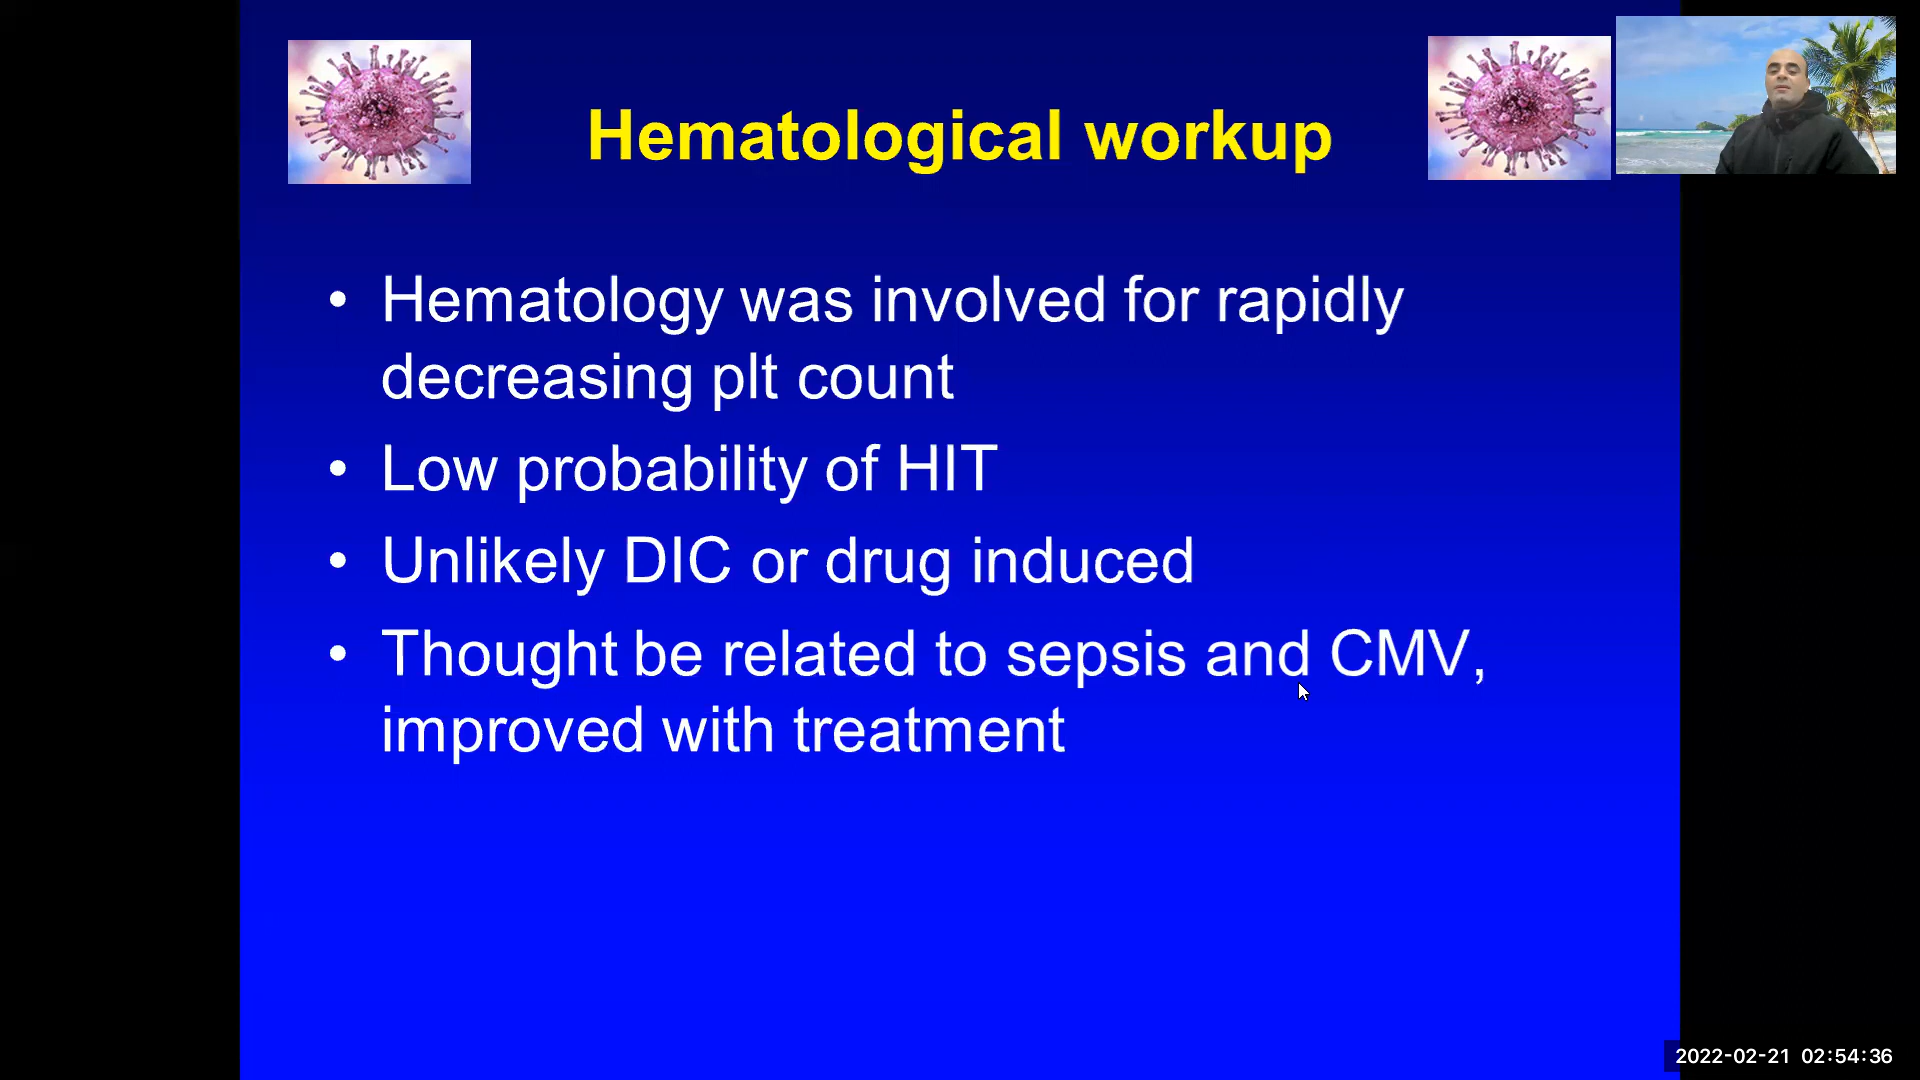 Hematological workup
• Hematology was involved for rapidly
decreasing plt count
• Low probability of HIT
• Unlikely DIC or drug induced
• Thought be related to sepsis and CMV,
improved with treatment
2022-02-21 02:54:36